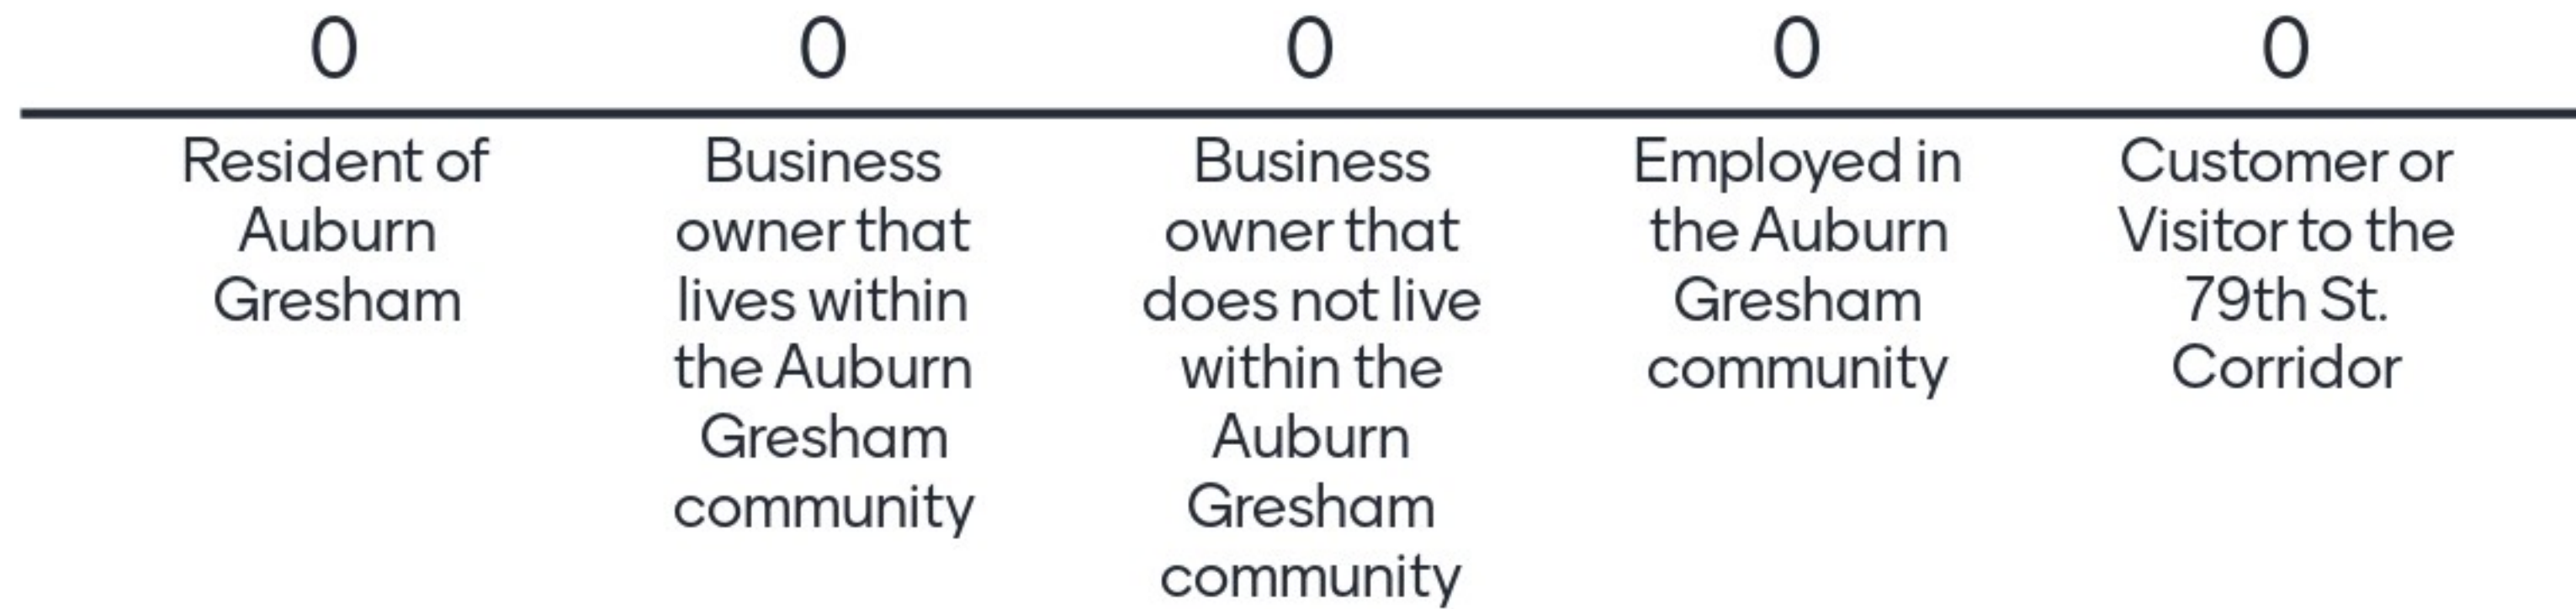 0
0
0
0
0
Resident of
Auburn
Gresham
Business
owner that
lives within
the Auburn
Gresham
community
Business
owner that
does not live
within the
Auburn
Gresham
community
Employed in
the Auburn
Gresham
community
Customer or
Visitor to the
79th St.
Corridor